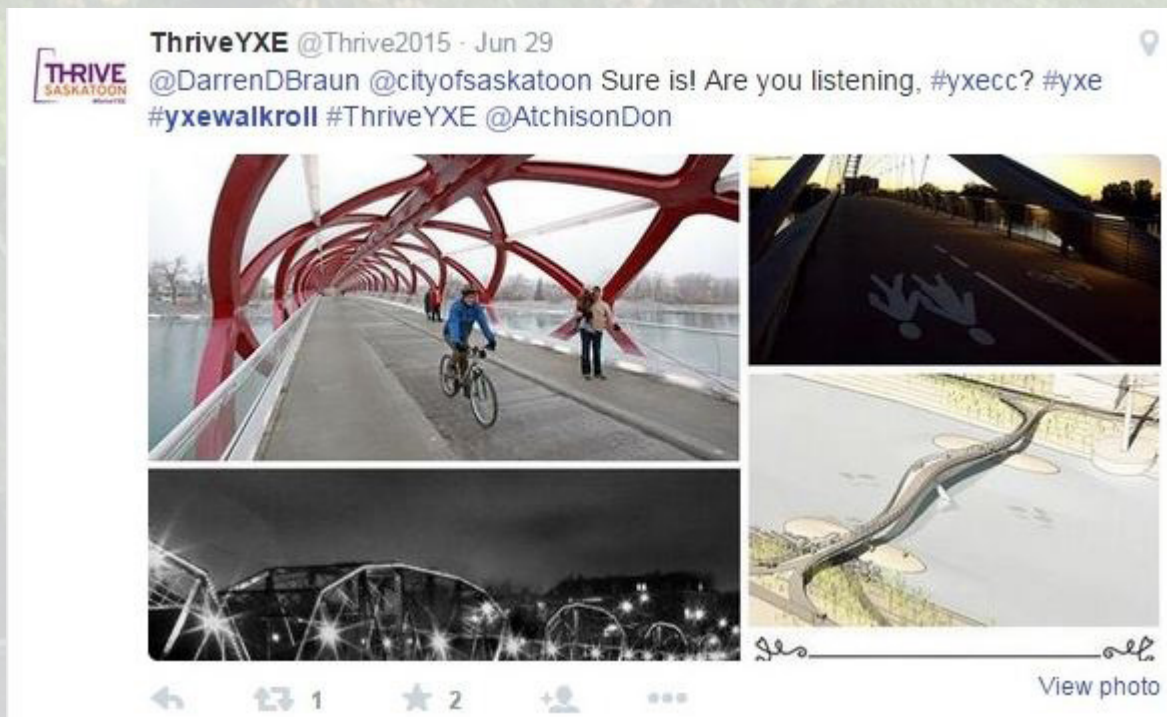 ThriveYXE @Thrive2015 · Jun 29
THRIVE
SASKATOON
@DarrenDBraun @cityofsaskatoon Sure is! Are you listening, #yxecc? #yxe
#yxewalkroll #ThriveYXE @AtchisonDon
1
2
View photo